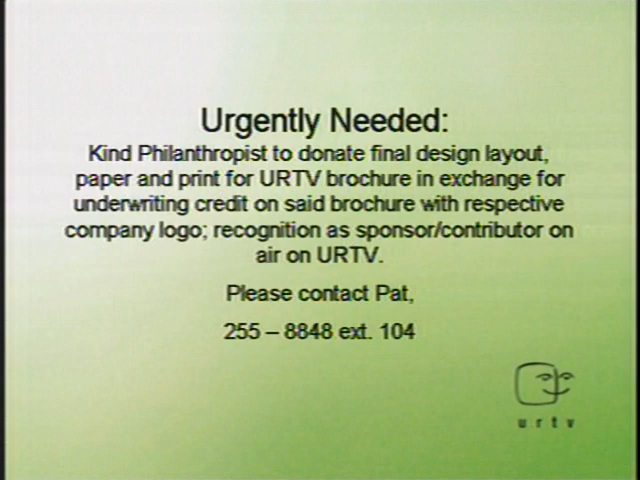 Urgently Needed:
Kind Philanthropist to donate final design layout,
paper and print for URTV brochure in exchange for
underwriting credit on said brochure with respective
company logo; recognition as sponsor/contributor on
air on URTV.
Please contact Pat,
255 – 8848 ext. 104
urtv